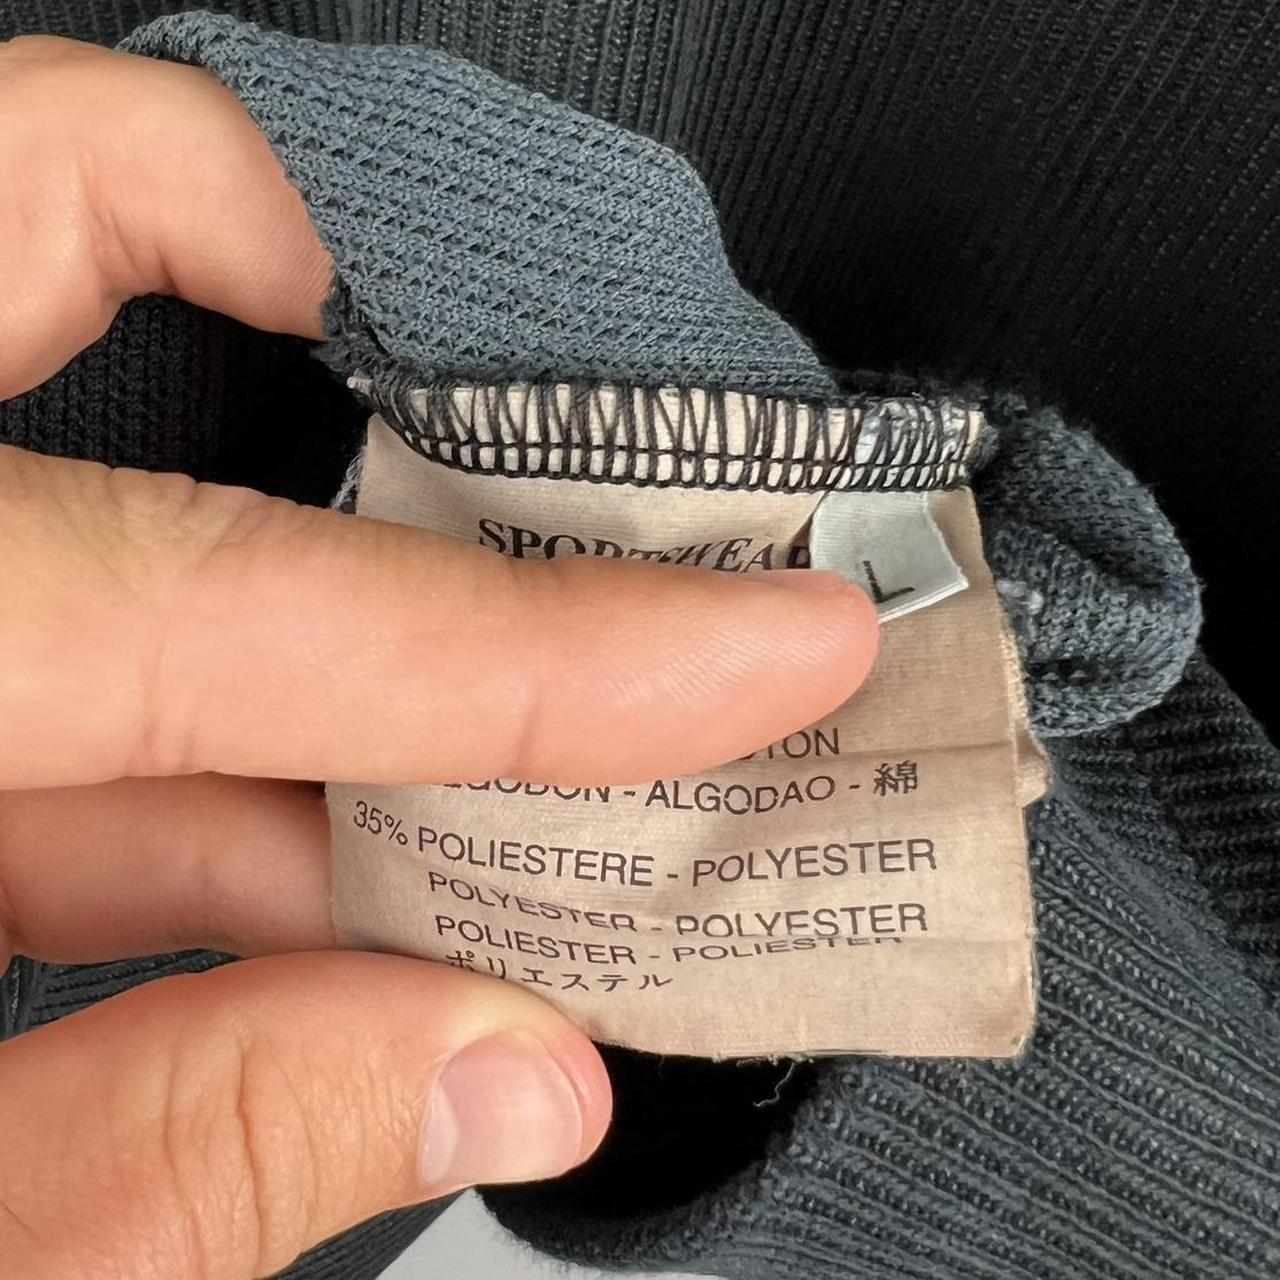 SPORTSWEAR
L
ALGODAO - 綿
35% POLIESTERE - POLYESTER
POLYESTER - POLYESTER
POLIESTER - POLIESTER
ポリエステル